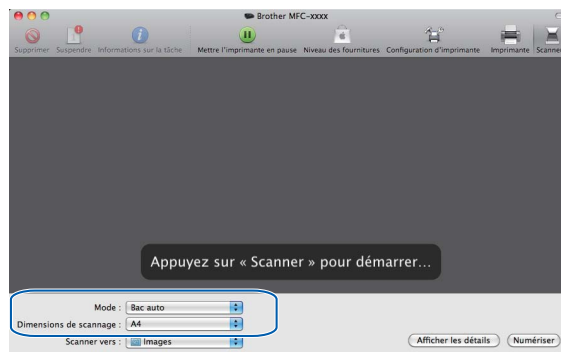 Brother MFC-xxxx
Supprimer Suspendre Informations sur la tâche Mettre l'imprimante en pause Niveau des fournitures Configuration d'imprimante Imprimante Scanner
Appuyez sur « Scanner » pour démarrer...
Mode : Bac auto
Dimensions de scannage : A4
Scanner vers : Images Afficher les détails Numériser